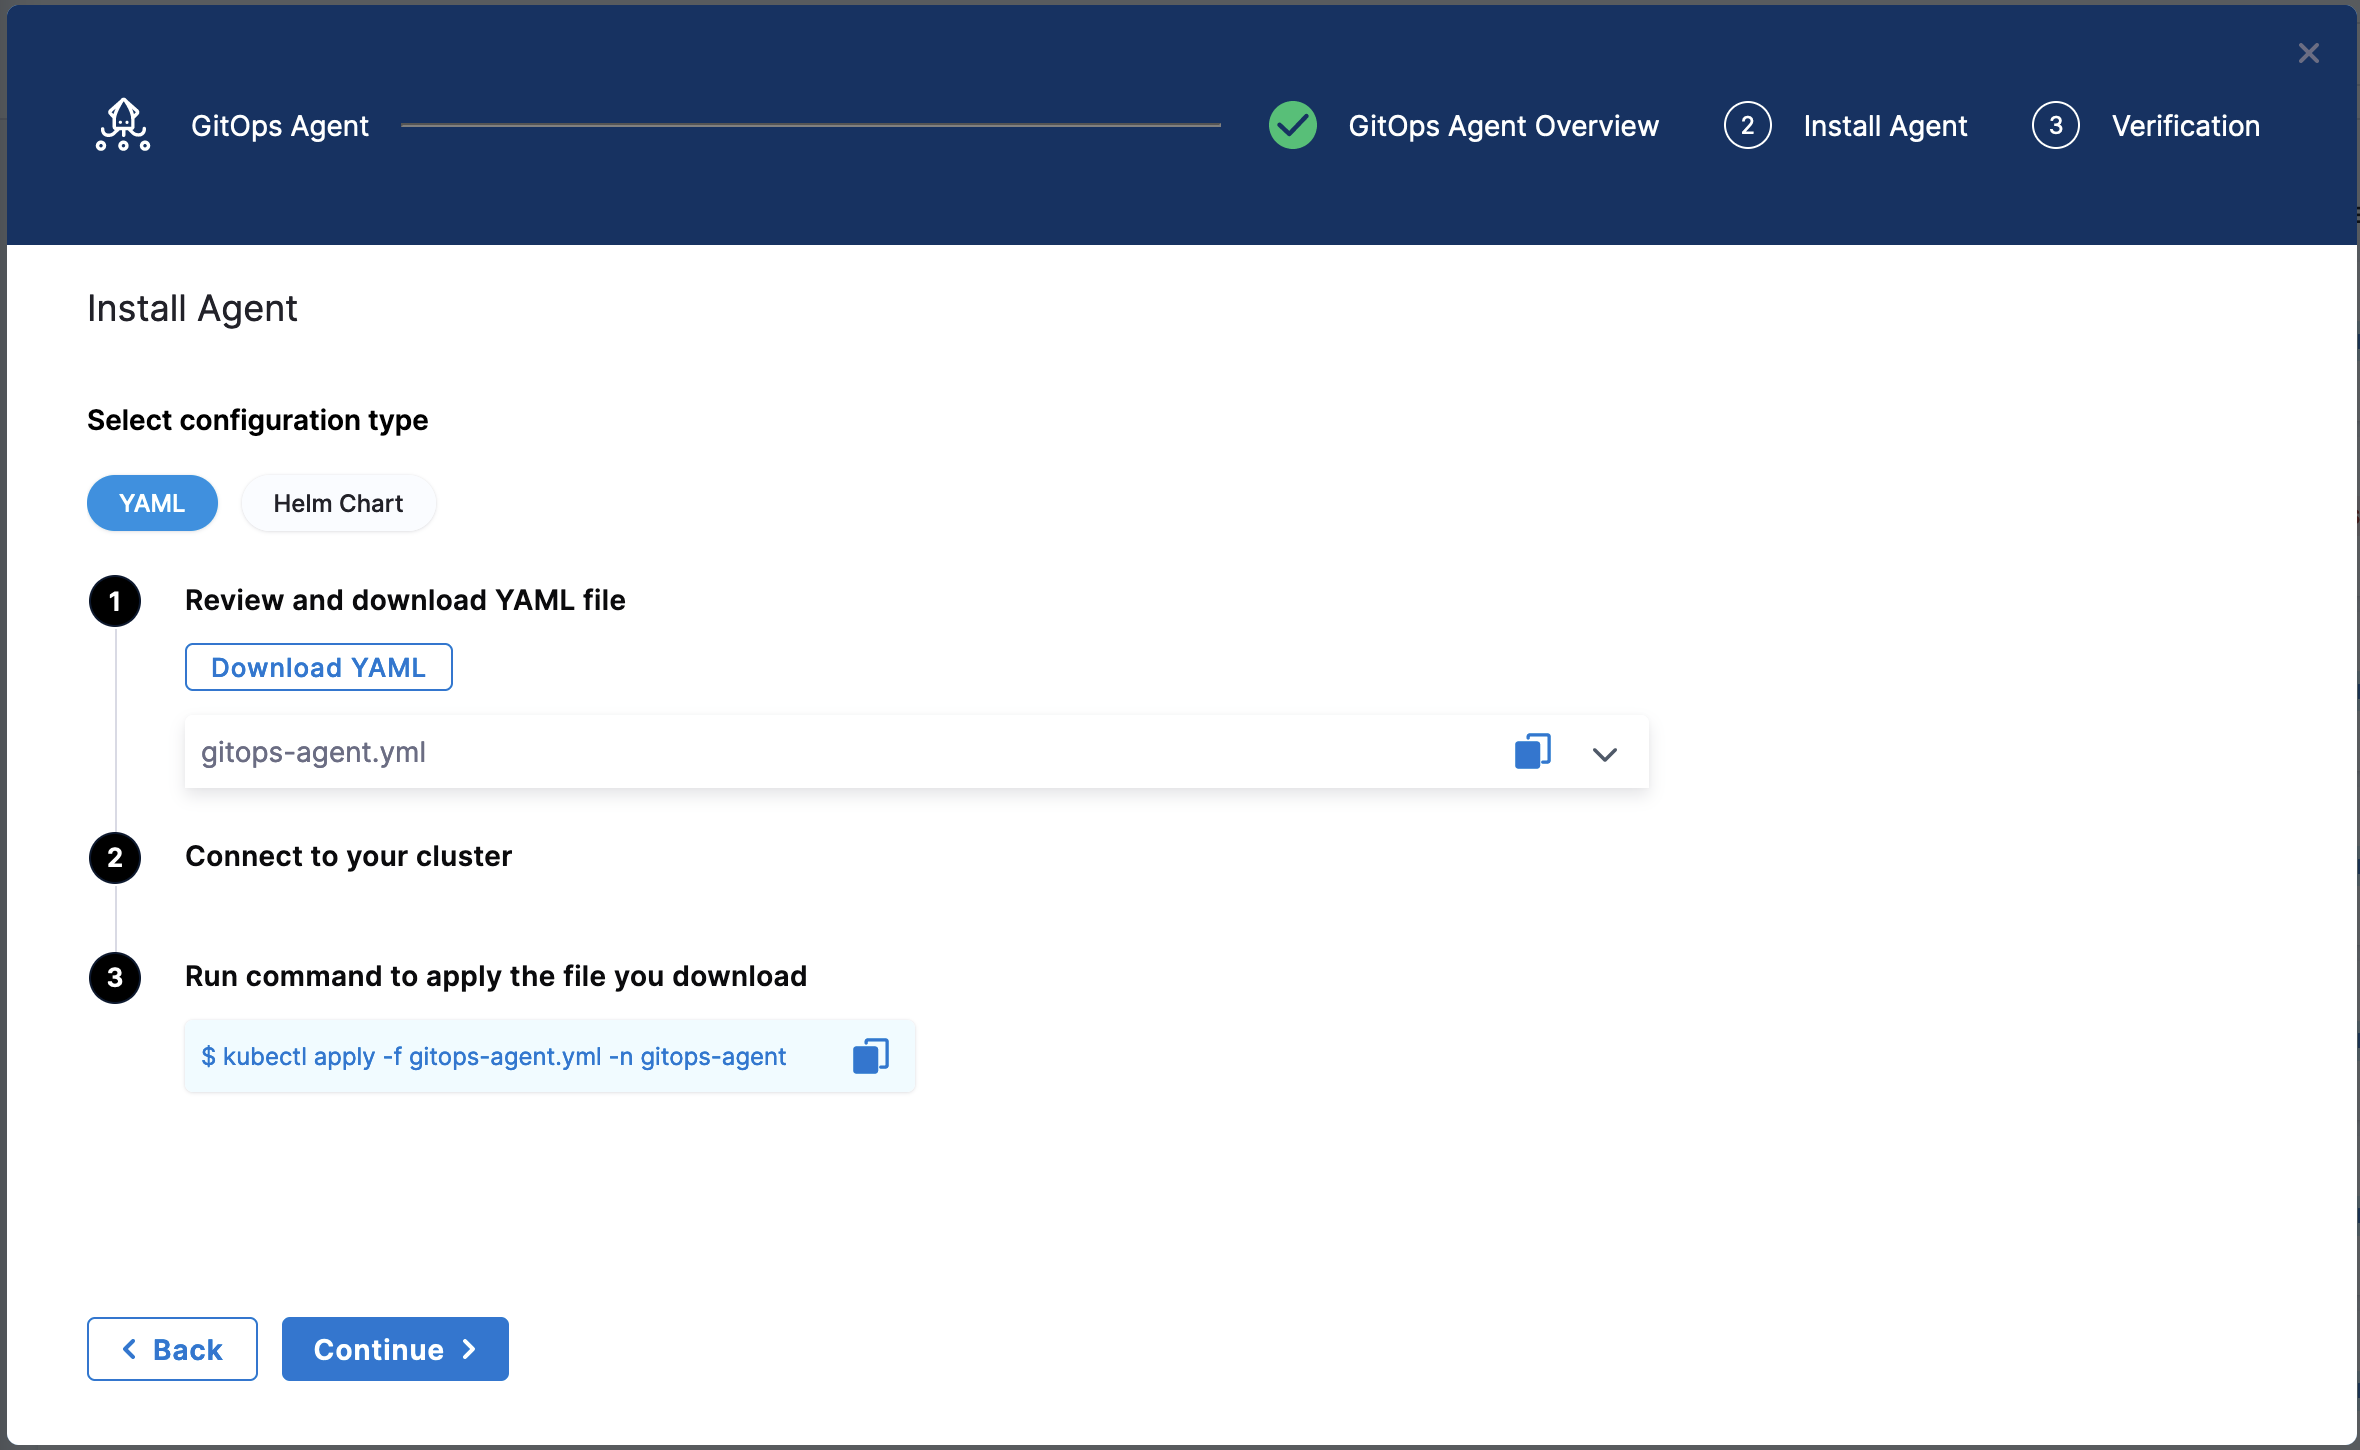 GitOps Agent
GitOps Agent Overview
2
Install Agent
3
Verification
Install Agent
Select configuration type
YAML
Helm Chart
1
Review and download YAML file
Download YAML
gitops-agent.yml
2
Connect to your cluster
3
Run command to apply the file you download
$ kubectl apply -f gitops-agent.yml -n gitops-agent
Back
Continue